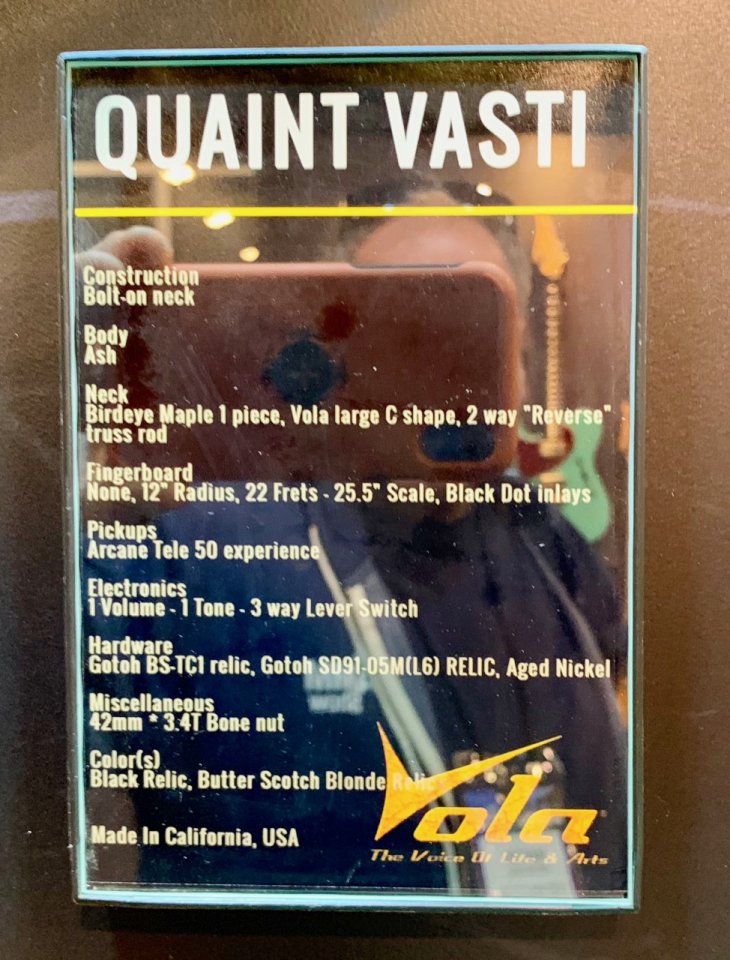 QUAINT VASTI
Construction
Bolt-on neck
Body
Ash
Neck
Birdeye Maple 1 piece, Vola large C shape, 2 way "Reverse"
truss rod
Fingerboard
None, 12" Radius, 22 Frets - 25.5" Scale, Black Dot inlays
Pickups
Arcane Tele 50 experience
Electronics
1 Volume - 1 Tone - 3 way Lever Switch
Hardware
Gotoh BS-TC1 relic, Gotoh SD91-05M(L6) RELIC, Aged Nickel
Miscellaneous
42mm * 3.4T Bone nut
Color(s)
Black Relic, Butter Scotch Blonde Relic
Made In California, USA
Vola
The Voice Of Life & Arts